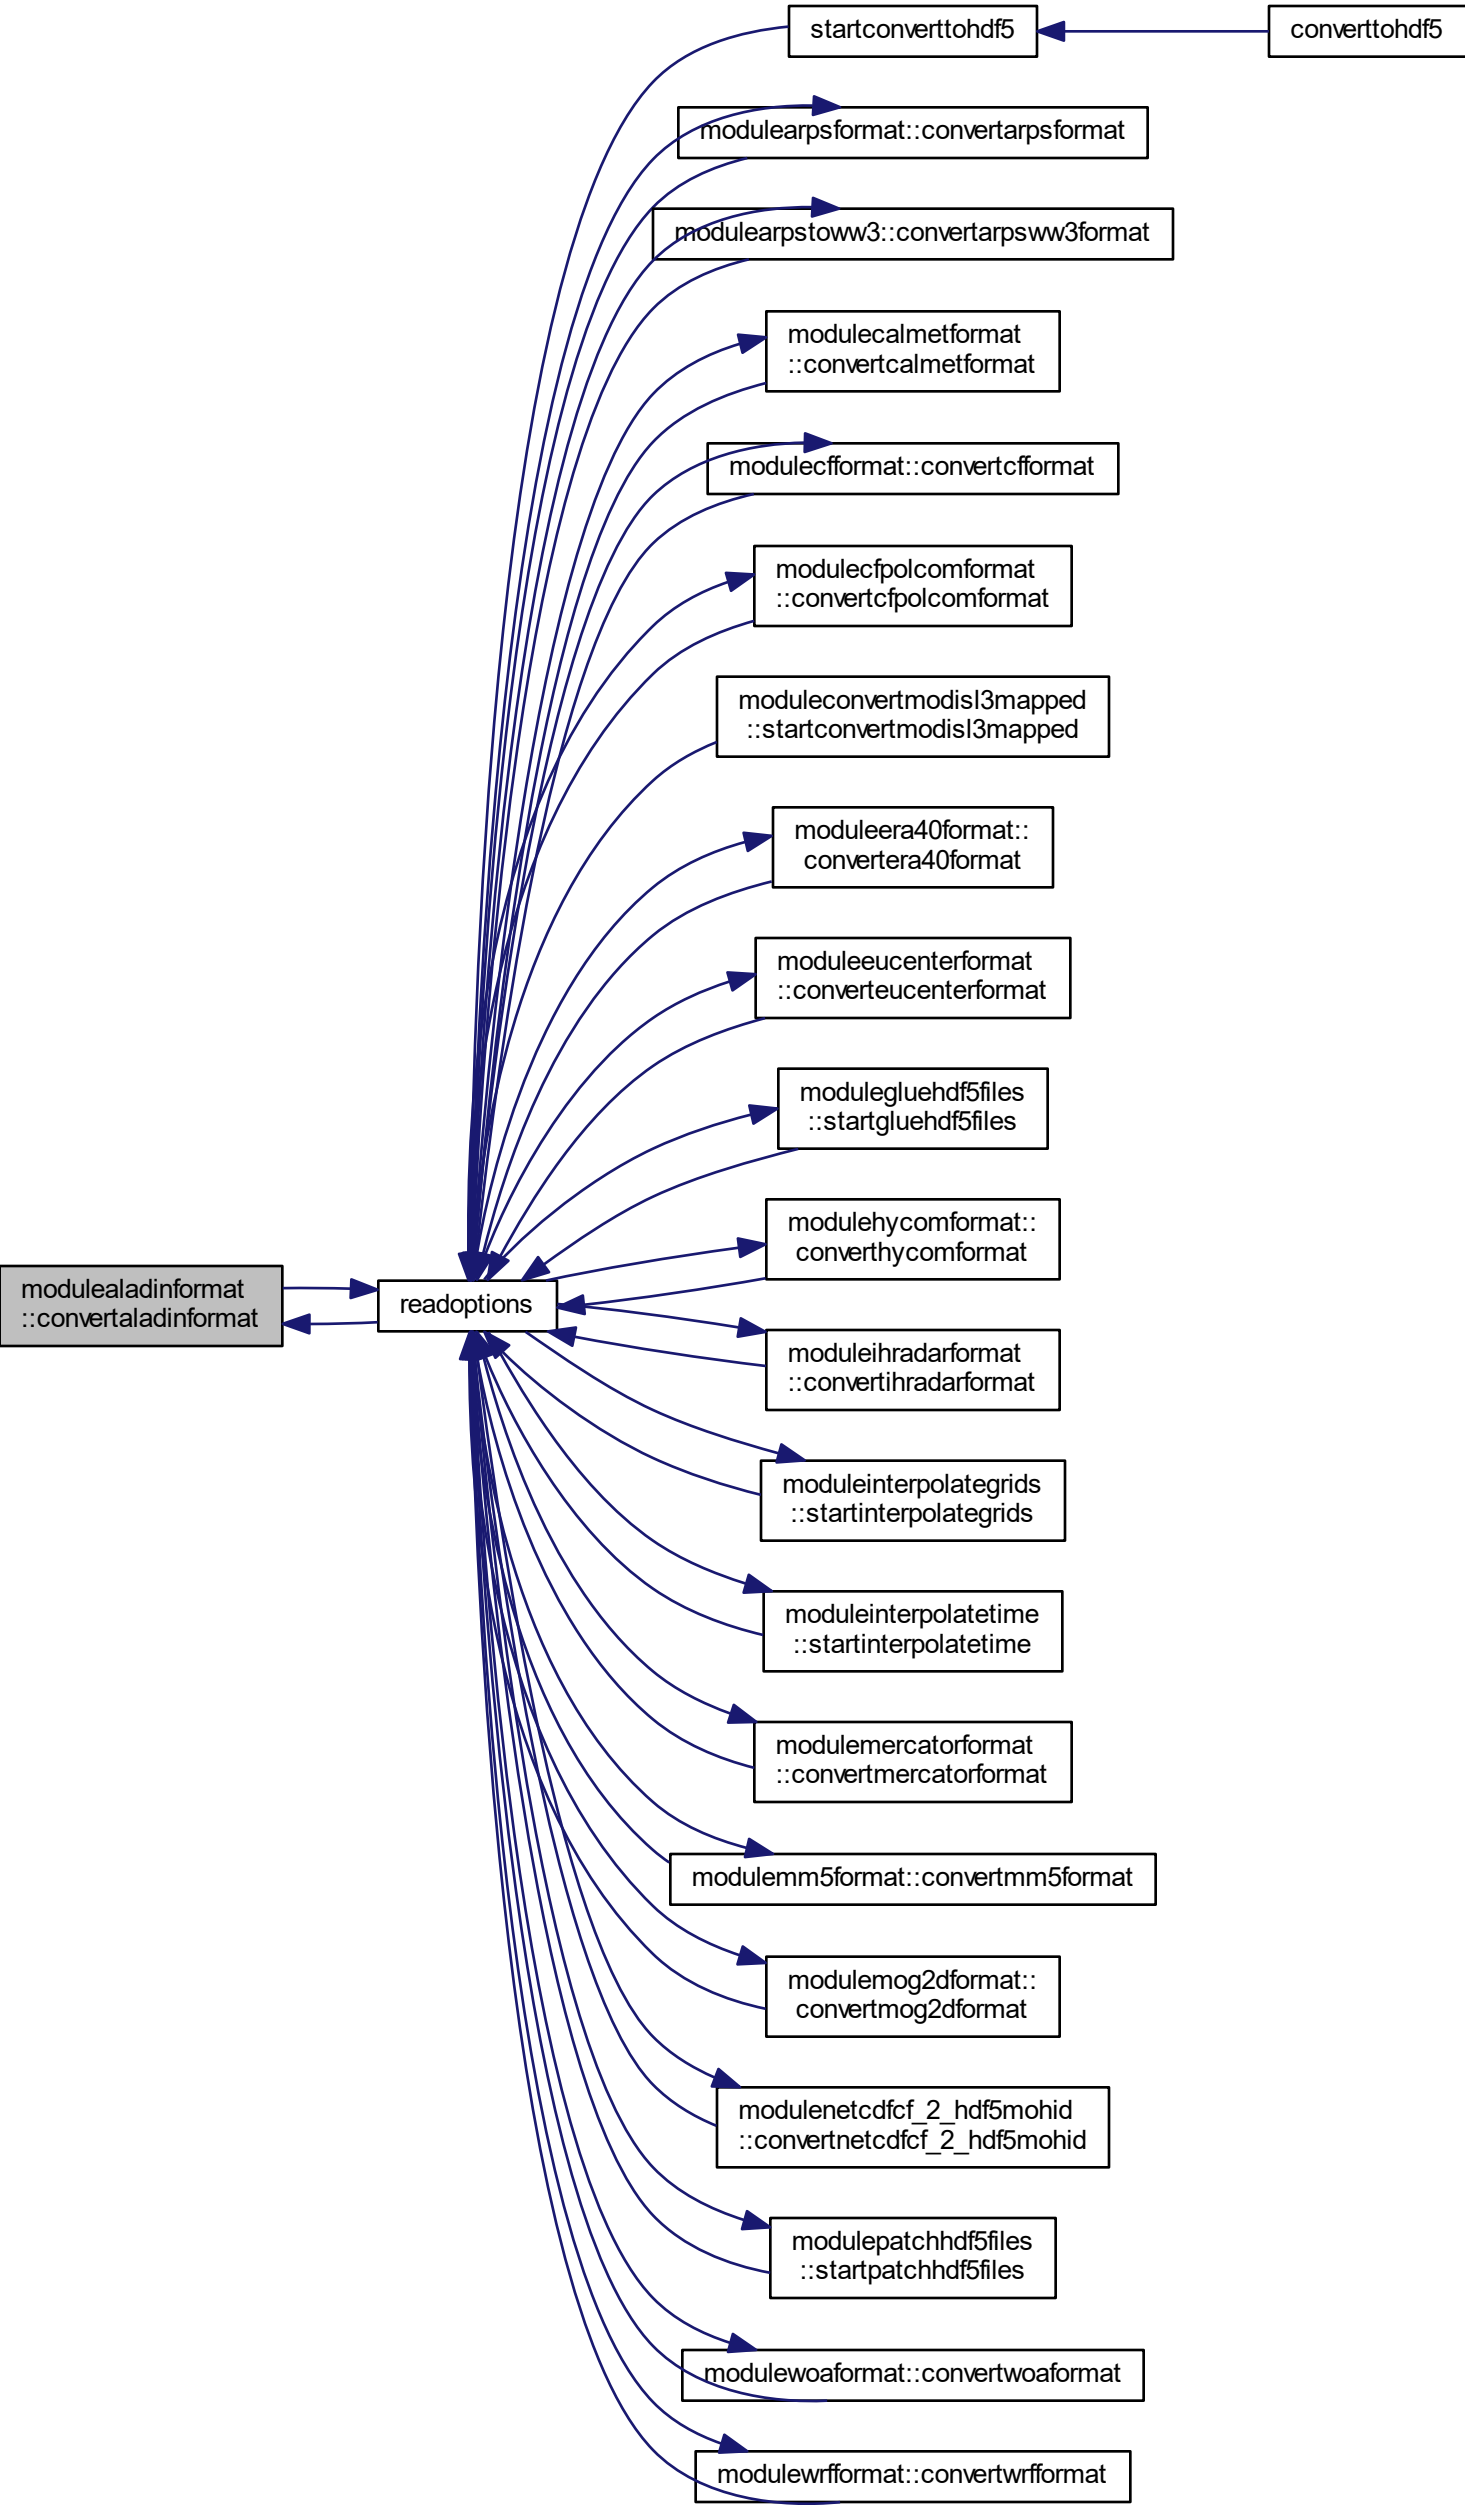 startconverttohdf5
converttohdf5
modulearpsformat::convertarpsformat
modulearpstoww3::convertarpsww3format
modulecalmetformat
::convertcalmetformat
modulecfformat::convertcfformat
modulecfpolcomformat
::convertcfpolcomformat
moduleconvertmodisl3mapped
::startconvertmodisl3mapped
moduleera40format::
convertera40format
moduleeucenterformat
::converteucenterformat
modulegluehdf5files
::startgluehdf5files
modulehycomformat::
converthycomformat
modulealadinformat
::convertaladinformat
readoptions
moduleihradarformat
::convertihradarformat
moduleinterpolategrids
::startinterpolategrids
moduleinterpolatetime
::startinterpolatetime
modulemercatorformat
::convertmercatorformat
modulemm5format::convertmm5format
modulemog2dformat::
convertmog2dformat
modulenetcdfcf_2_hdf5mohid
::convertnetcdfcf_2_hdf5mohid
modulepatchhdf5files
::startpatchhdf5files
modulewoaformat::convertwoaformat
modulewrfformat::convertwrfformat